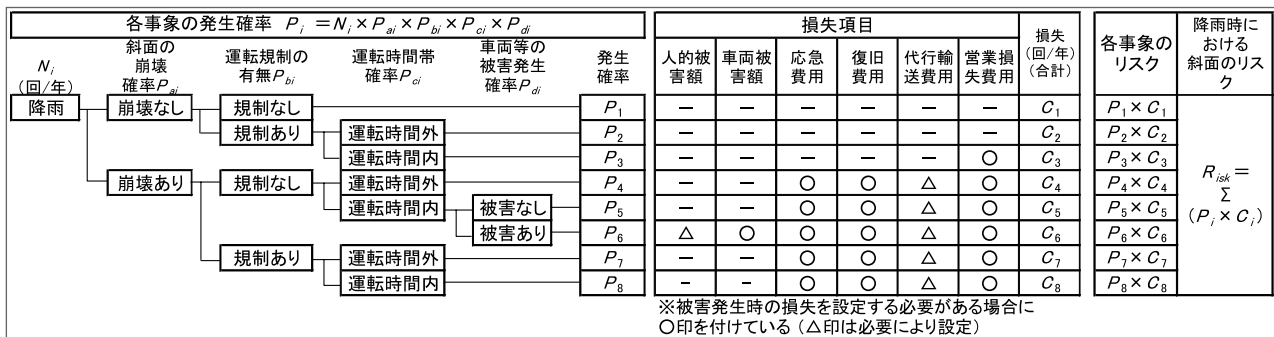 各事象の発生確率 Pi =Ni×Pai×Pbi×Pci×Pdi
Ni
(回/年)
斜面の
崩壊
確率Pai
運転規制の
有無Pbi
運転時間帯
確率Pci
車両等の
被害発生
確率Pdi
発生
確率
降雨
崩壊なし
規制なし
P1
規制あり
運転時間外
P2
運転時間内
P3
崩壊あり
規制なし
運転時間外
P4
運転時間内
被害なし
P5
被害あり
P6
規制あり
運転時間外
P7
運転時間内
P8
損失項目
損失
(回/年)
(合計)
人的被
害額
車両被
害額
応急
費用
復旧
費用
代行輸
送費用
営業損
失費用
－ － － － － － C1
－ － － － － － C2
－ － － － － ○ C3
－ － ○ ○ △ ○ C4
－ － ○ ○ △ ○ C5
△ ○ ○ ○ △ ○ C6
－ － ○ ○ △ ○ C7
－ － ○ ○ △ ○ C8
※被害発生時の損失を設定する必要がある場合に
○印を付けている（△印は必要により設定）
各事象の
リスク
P1×C1
P2×C2
P3×C3
P4×C4
P5×C5
P6×C6
P7×C7
P8×C8
降雨時に
おける
斜面のリス
ク
Risk＝
Σ
(Pi×Ci)